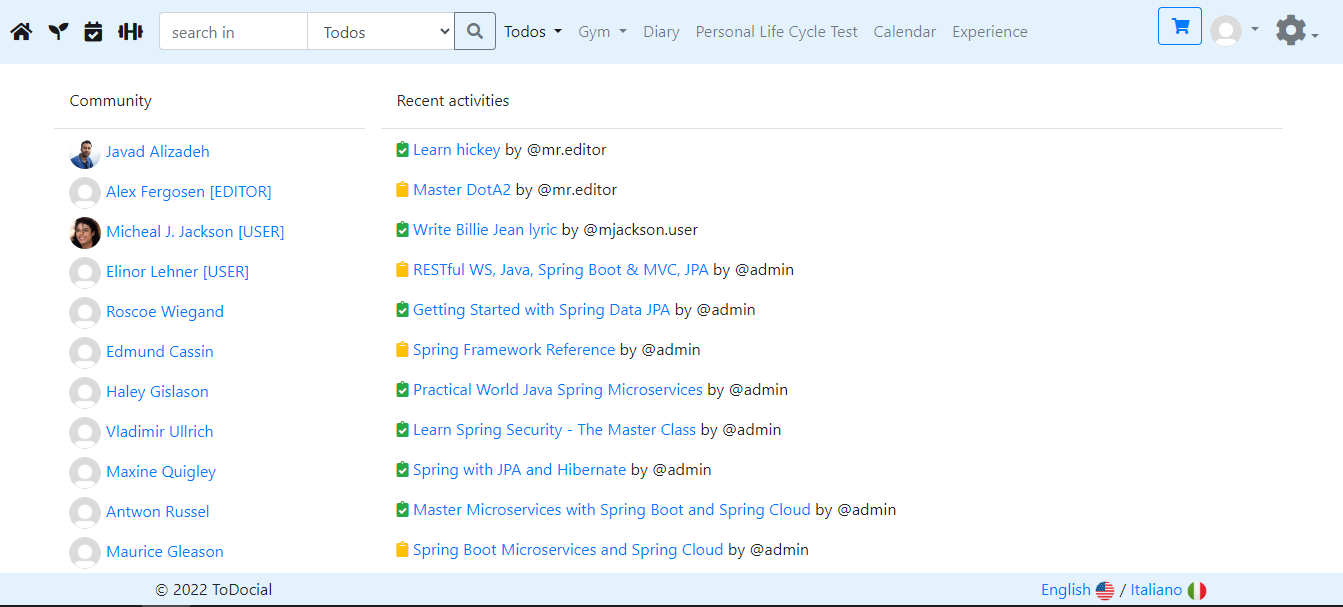 search in Todos Todos Gym Diary Personal Life Cycle Test Calendar Experience
Community
Javad Alizadeh
Alex Fergosen [EDITOR]
Micheal J. Jackson [USER]
Elinor Lehner [USER]
Roscoe Wiegand
Edmund Cassin
Haley Gislason
Vladimir Ullrich
Maxine Quigley
Antwon Russel
Maurice Gleason
Recent activities
Learn hickey by @mr.editor
Master DotA2 by @mr.editor
Write Billie Jean lyric by @mjackson.user
RESTful WS, Java, Spring Boot & MVC, JPA by @admin
Getting Started with Spring Data JPA by @admin
Spring Framework Reference by @admin
Practical World Java Spring Microservices by @admin
Learn Spring Security - The Master Class by @admin
Spring with JPA and Hibernate by @admin
Master Microservices with Spring Boot and Spring Cloud by @admin
Spring Boot Microservices and Spring Cloud by @admin
© 2022 ToDocial
English / Italiano